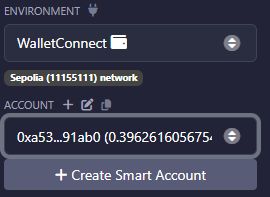 ENVIRONMENT
WalletConnect
Sepolia (11155111) network
ACCOUNT
0xa53...91ab0 (0.396261605675
+ Create Smart Account